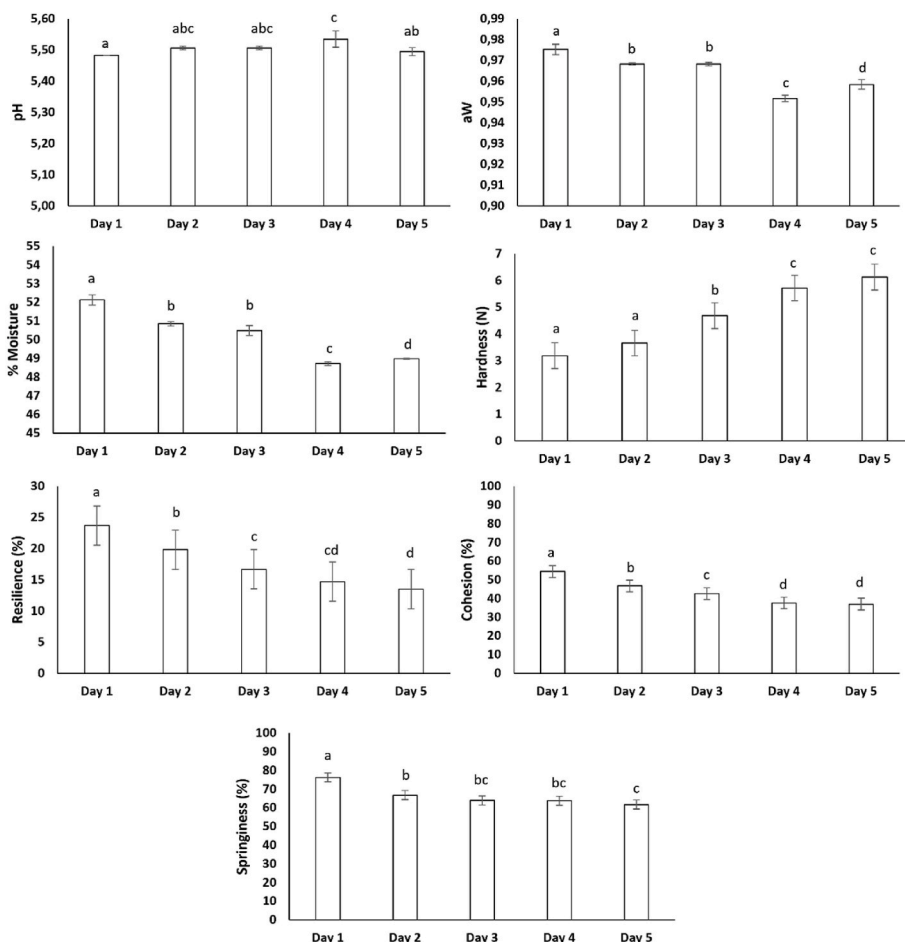 pH
5,60
5,50
5,40
5,30
5,20
5,10
5,00
a
abc
abc
c
ab
Day 1
Day 2
Day 3
Day 4
Day 5
aW
0,99
0,98
0,97
0,96
0,95
0,94
0,93
0,92
0,91
0,90
a
b
b
c
d
Day 1
Day 2
Day 3
Day 4
Day 5
% Moisture
55
54
53
52
51
50
49
48
47
46
45
a
b
b
c
d
Day 1
Day 2
Day 3
Day 4
Day 5
Hardness (N)
7
6
5
4
3
2
1
0
a
a
b
c
c
Day 1
Day 2
Day 3
Day 4
Day 5
Resilience (%)
30
25
20
15
10
5
0
a
b
c
cd
d
Day 1
Day 2
Day 3
Day 4
Day 5
Cohesion (%)
100
90
80
70
60
50
40
30
20
10
0
a
b
c
d
d
Day 1
Day 2
Day 3
Day 4
Day 5
Springiness (%)
100
90
80
70
60
50
40
30
20
10
0
a
b
bc
bc
c
Day 1
Day 2
Day 3
Day 4
Day 5